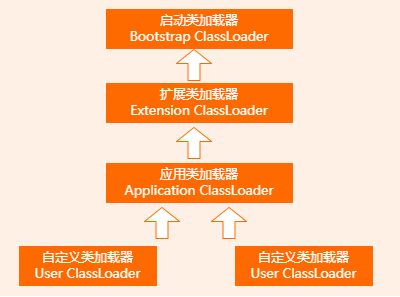 启动类加载器
Bootstrap ClassLoader
扩展类加载器
Extension ClassLoader
应用类加载器
Application ClassLoader
自定义类加载器
User ClassLoader
自定义类加载器
User ClassLoader